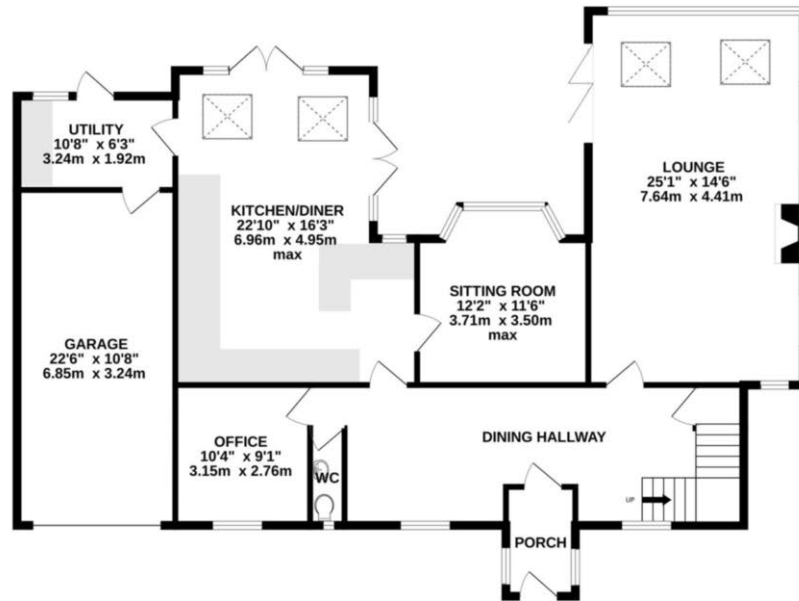 UTILITY
10'8" x 6'3"
3.24m x 1.92m
KITCHEN/DINER
22'10" x 16'3"
6.96m x 4.95m
max
LOUNGE
25'1" x 14'6"
7.64m x 4.41m
SITTING ROOM
12'2" x 11'6"
3.71m x 3.50m
max
GARAGE
22'6" x 10'8"
6.85m x 3.24m
OFFICE
10'4" x 9'1"
3.15m x 2.76m
WC
DINING HALLWAY
UP
PORCH